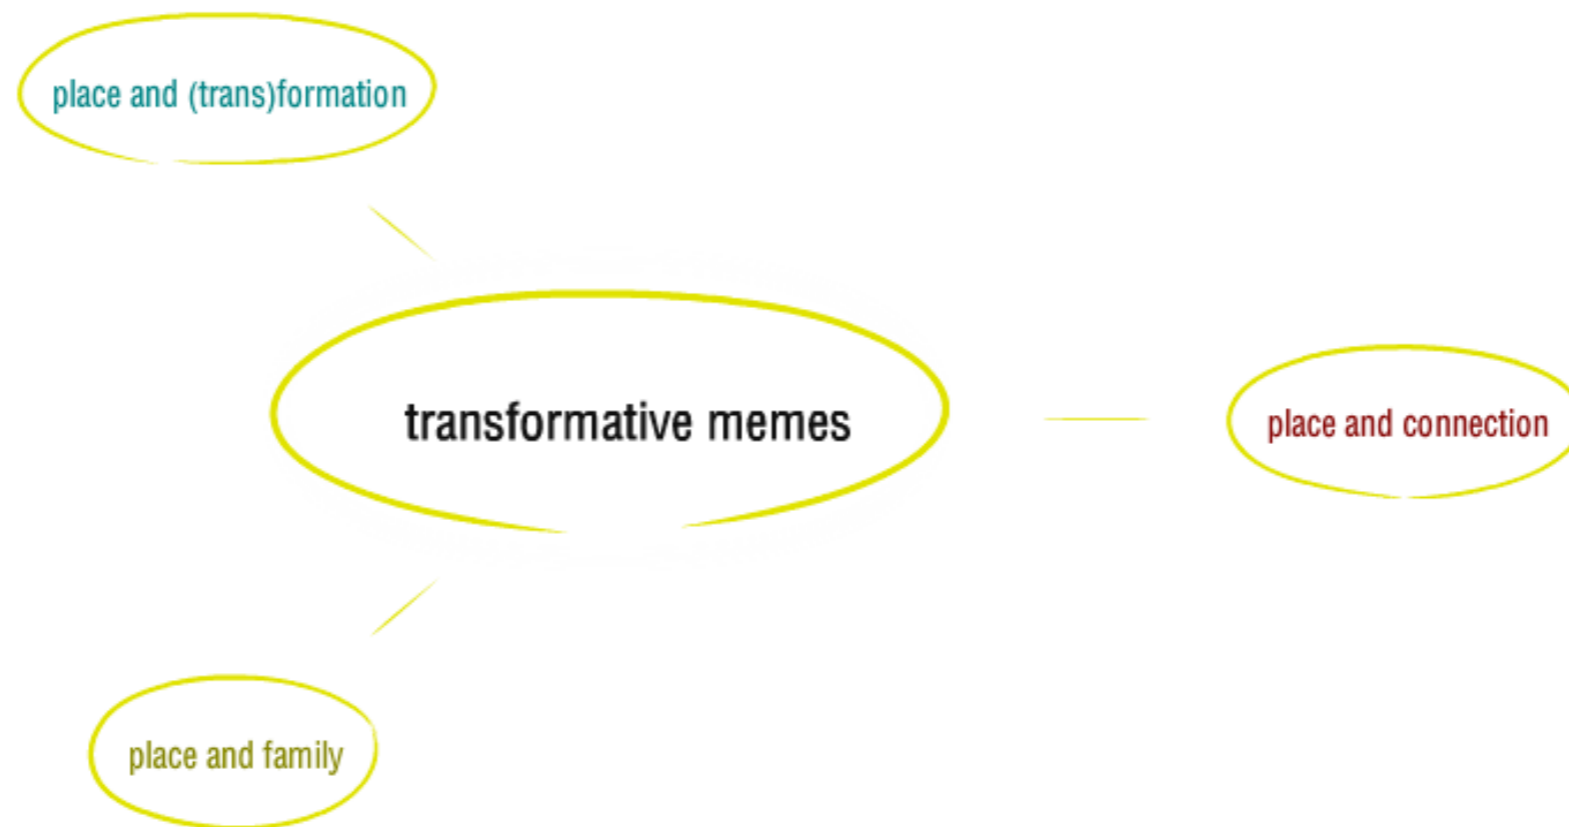 place and (trans)formation
transformative memes
place and connection
place and family